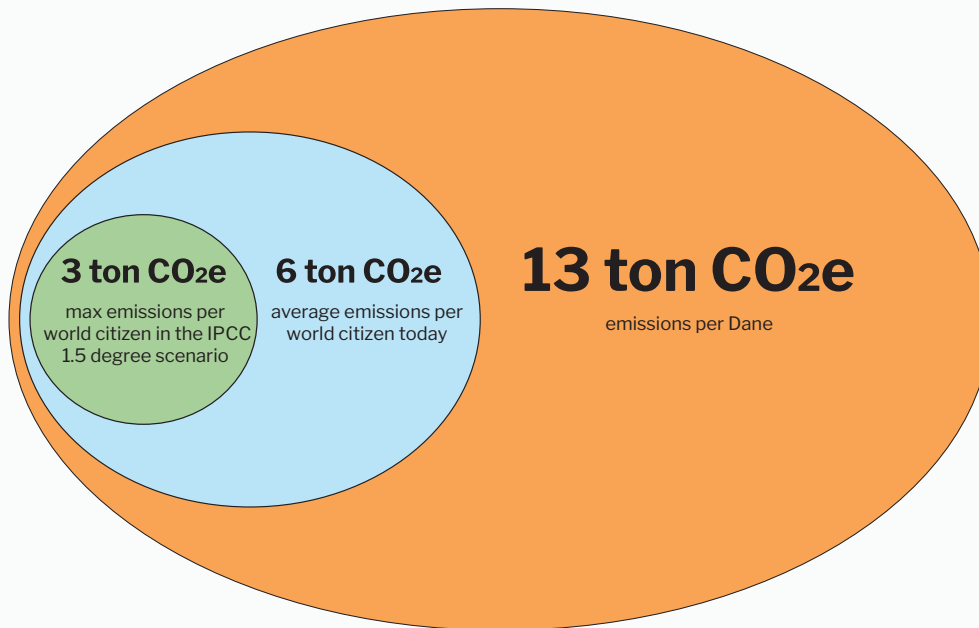 3 ton CO₂e
max emissions per
world citizen in the IPCC
1.5 degree scenario
6 ton CO₂e
average emissions per
world citizen today
13 ton CO₂e
emissions per Dane